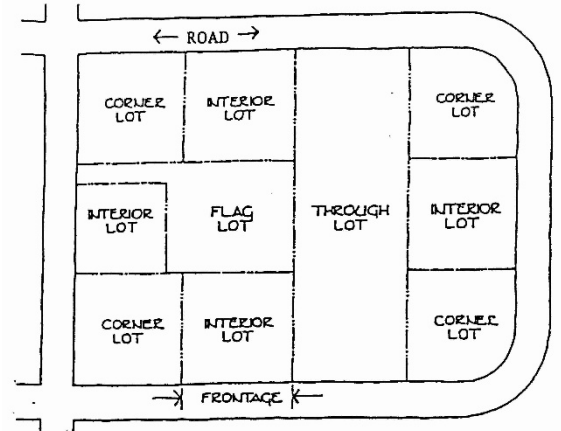 ← ROAD →
CORNER
LOT
INTERIOR
LOT
CORNER
LOT
INTERIOR
LOT
FLAG
LOT
THROUGH
LOT
INTERIOR
LOT
CORNER
LOT
INTERIOR
LOT
CORNER
LOT
FRONTAGE